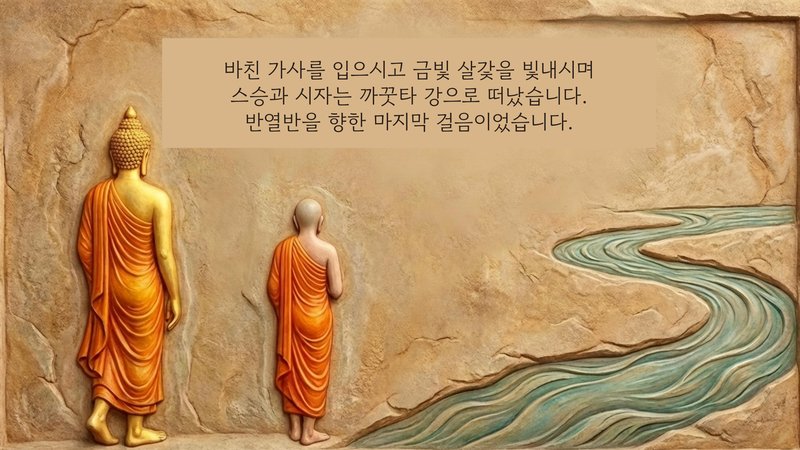 바친 가사를 입으시고 금빛 살갗을 빛내시며
스승과 시자는 까꿋타 강으로 떠났습니다.
반열반을 향한 마지막 걸음이었습니다.